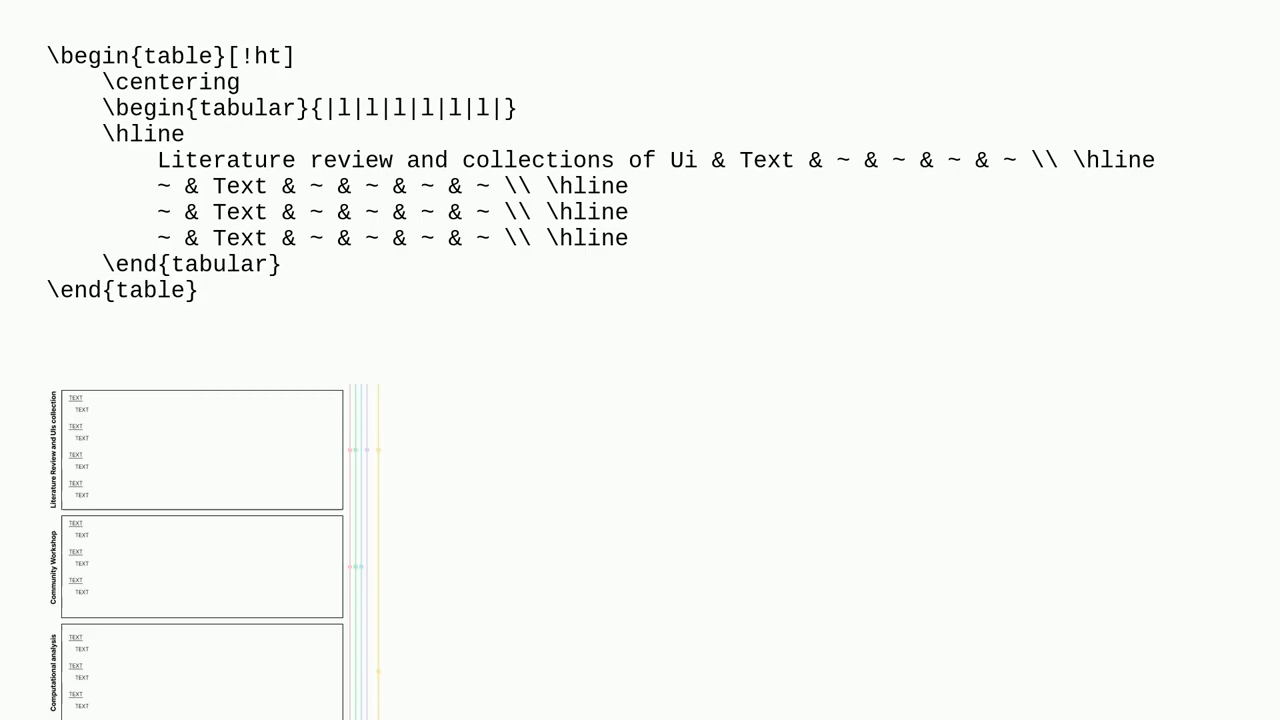 \begin{table}[!ht]
    \centering
    \begin{tabular}{|l|l|l|l|l|l|}
    \hline
        Literature review and collections of Ui & Text & ~ & ~ & ~ & ~ \\ \hline
        ~ & Text & ~ & ~ & ~ & ~ \\ \hline
        ~ & Text & ~ & ~ & ~ & ~ \\ \hline
        ~ & Text & ~ & ~ & ~ & ~ \\ \hline
    \end{tabular}
\end{table}
Literature Review and UIs collection
TEXT
TEXT
TEXT
TEXT
TEXT
TEXT
TEXT
TEXT
Community Workshop
TEXT
TEXT
TEXT
TEXT
TEXT
TEXT
Computational analysis
TEXT
TEXT
TEXT
TEXT
TEXT
TEXT